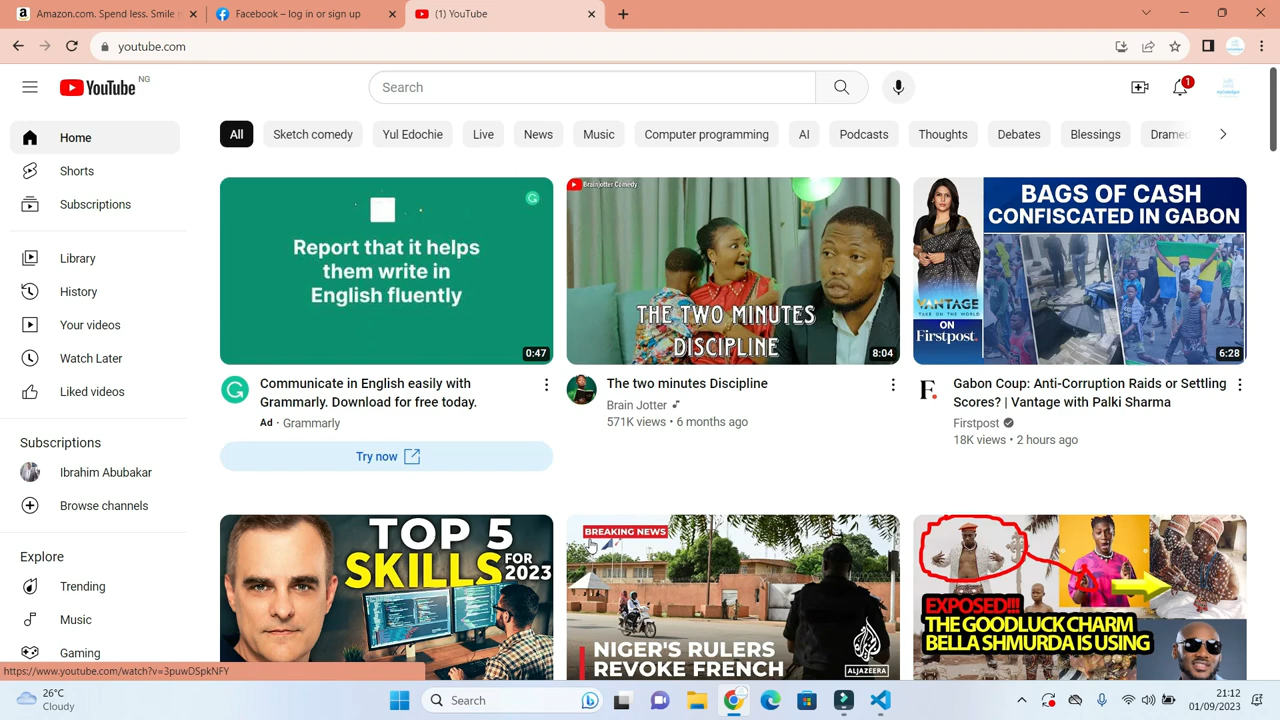 Amazon.com. Spend less. Smile
Facebook – log in or sign up
(1) YouTube
youtube.com
YouTube NG
Search
1
Home
Shorts
Subscriptions
Library
History
Your videos
Watch Later
Liked videos
Subscriptions
Ibrahim Abubakar
Browse channels
Explore
Trending
Music
Gaming
All
Sketch comedy
Yul Edochie
Live
News
Music
Computer programming
AI
Podcasts
Thoughts
Debates
Blessings
Report that it helps
them write in
English fluently
0:47
Communicate in English easily with
Grammarly. Download for free today.
Ad · Grammarly
Try now
Brainjotter Comedy
THE TWO MINUTES
DISCIPLINE
8:04
The two minutes Discipline
Brain Jotter
571K views • 6 months ago
BAGS OF CASH
CONFISCATED IN GABON
VANTAGE
TAKE ON THE WORLD
ON
Firstpost
6:28
F.
Gabon Coup: Anti-Corruption Raids or Settling
Scores? | Vantage with Palki Sharma
Firstpost
18K views • 2 hours ago
TOP 5
SKILLS FOR
2023
BREAKING NEWS
NIGER'S RULERS
REVOKE FRENCH
ALJAZEERA
EXPOSED!!!
THE GOODLUCK CHARM
BELLA SHMURDA IS USING
https://www.youtube.com/watch?v=3puwDSpkNFY
26°C
Cloudy
Search
21:12
01/09/2023